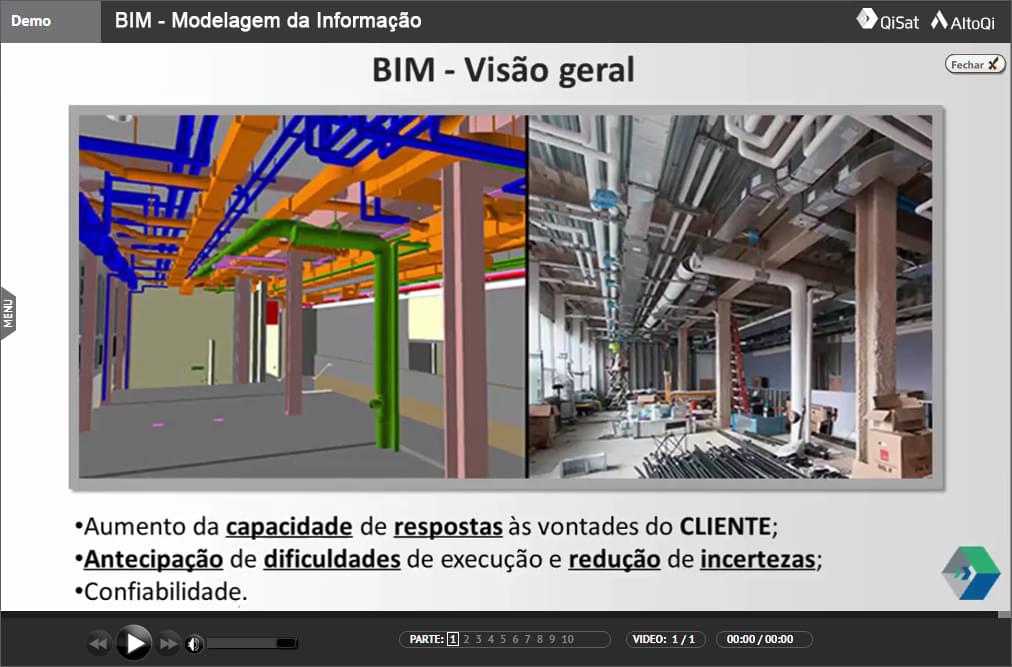 Demo
BIM - Modelagem da Informação
QiSat
AltoQi
BIM - Visão geral
Fechar
MENU
•Aumento da capacidade de respostas às vontades do CLIENTE;
•Antecipação de dificuldades de execução e redução de incertezas;
•Confiabilidade.
PARTE: 1 2 3 4 5 6 7 8 9 10
VIDEO: 1 / 1
00:00 / 00:00